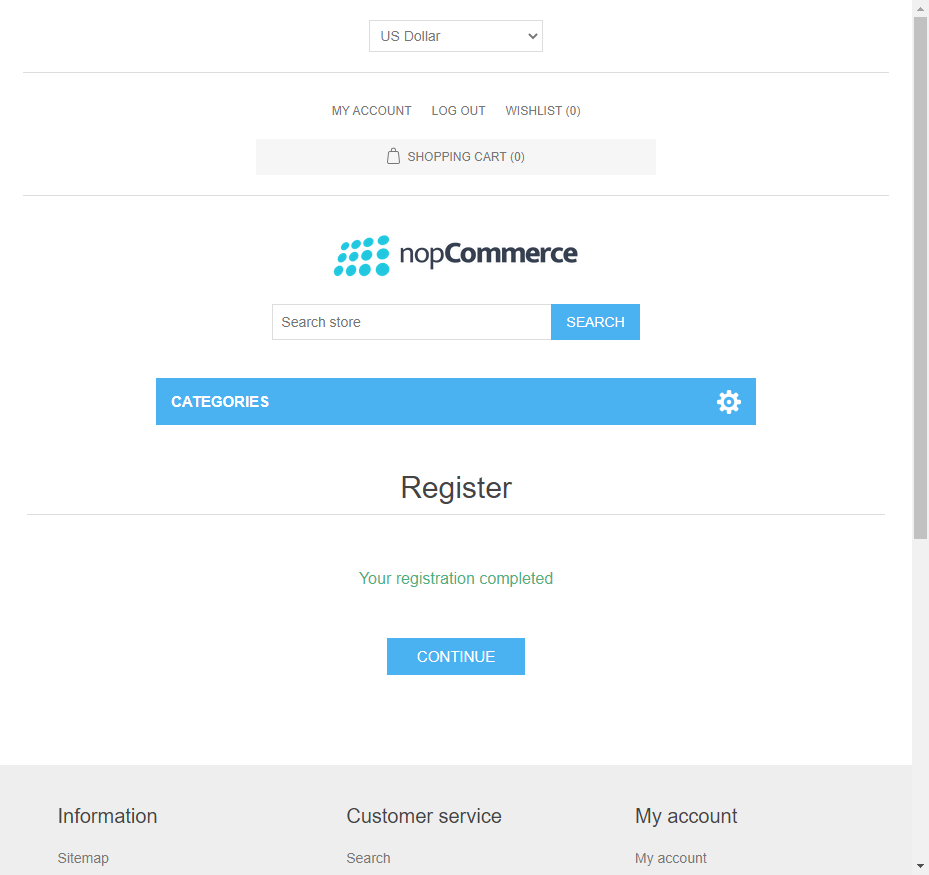 US Dollar
MY ACCOUNT LOG OUT WISHLIST (0)
SHOPPING CART (0)
nopCommerce
Search store SEARCH
CATEGORIES
Register
Your registration completed
CONTINUE
Information Customer service My account
Sitemap Search My account